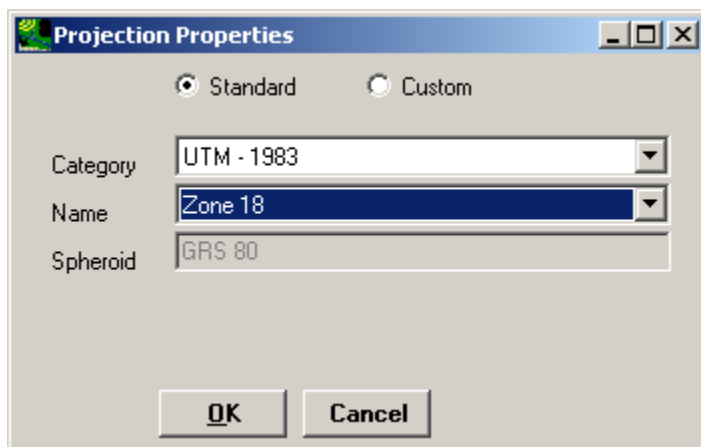 Projection Properties
Standard Custom
Category UTM - 1983
Name Zone 18
Spheroid GRS 80
OK Cancel